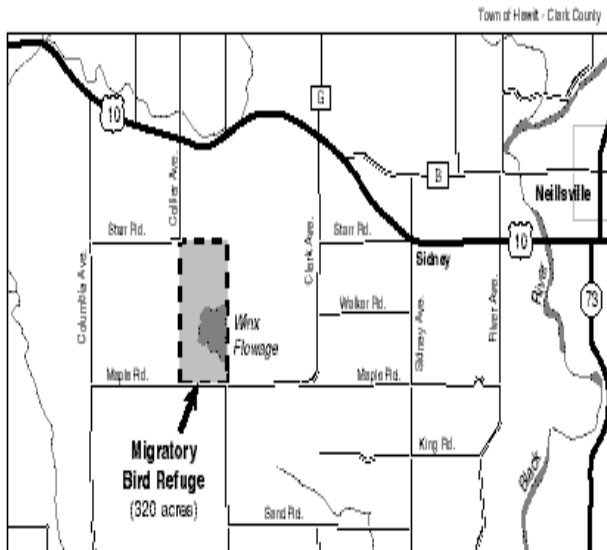 Town of Hewitt - Clark County
G
10
B
Collier Ave.
Neillsville
Starr Rd.
Starr Rd.
10
Sidney
Columbia Ave.
Clark Ave.
River
73
Walker Rd.
Sidney Ave.
River Ave.
Flowage
Maple Rd.
Maple Rd.
Migratory
Bird Refuge
(320 acres)
King Rd.
Black
Sand Rd.